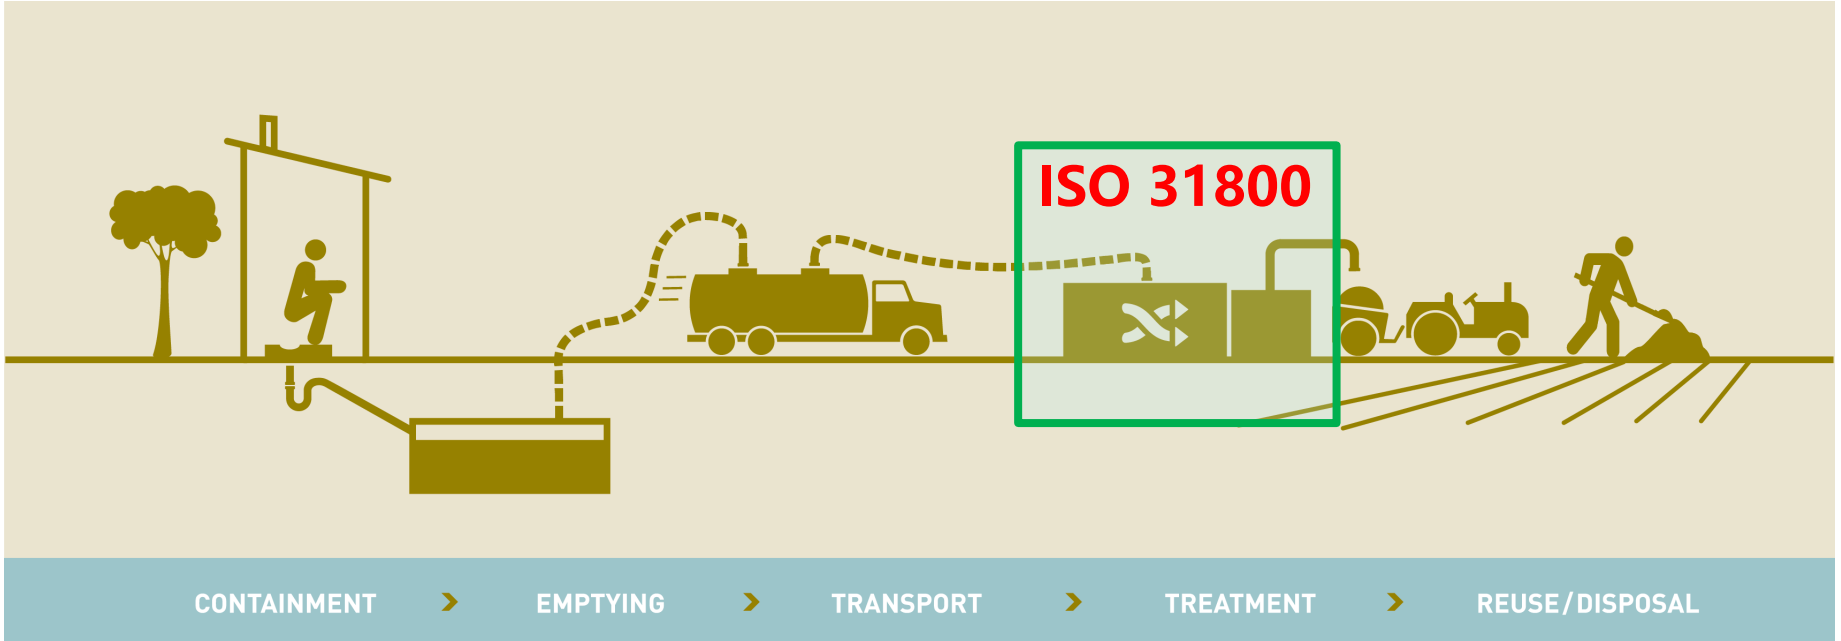 ISO 31800
CONTAINMENT > EMPTYING > TRANSPORT > TREATMENT > REUSE/DISPOSAL